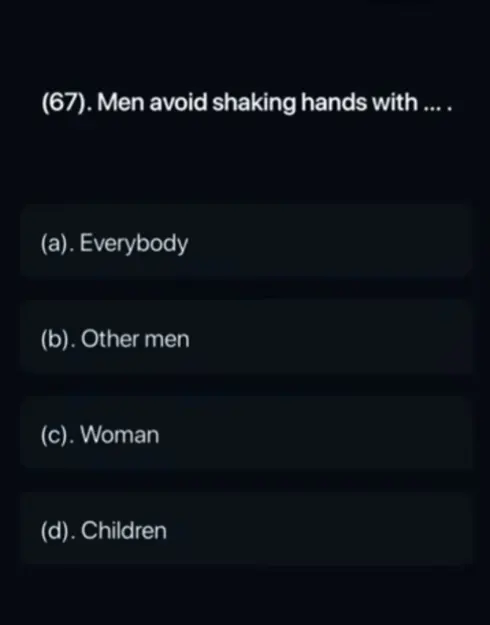 (67). Men avoid shaking hands with ... .
(a). Everybody
(b). Other men
(c). Woman
(d). Children